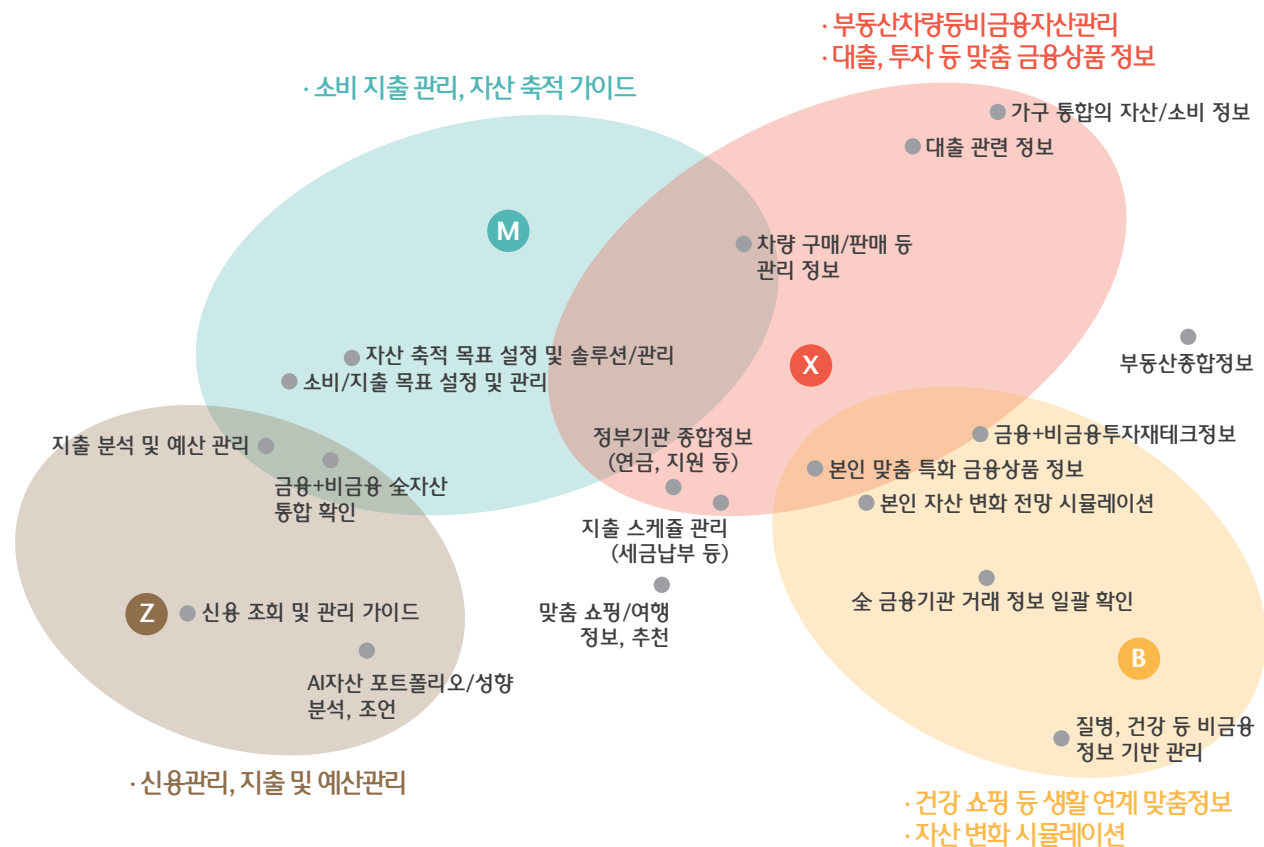 · 부동산차량등비금융자산관리
· 대출, 투자 등 맞춤 금융상품 정보
· 소비 지출 관리, 자산 축적 가이드
가구 통합의 자산/소비 정보
대출 관련 정보
M
차량 구매/판매 등
관리 정보
자산 축적 목표 설정 및 솔루션/관리
소비/지출 목표 설정 및 관리
X
부동산종합정보
지출 분석 및 예산 관리
금융+비금융 全자산
통합 확인
정부기관 종합정보
(연금, 지원 등)
금융+비금융투자재테크정보
본인 맞춤 특화 금융상품 정보
본인 자산 변화 전망 시뮬레이션
지출 스케쥴 관리
(세금납부 등)
全 금융기관 거래 정보 일괄 확인
맞춤 쇼핑/여행
정보, 추천
Z
신용 조회 및 관리 가이드
B
AI자산 포트폴리오/성향
분석, 조언
질병, 건강 등 비금융
정보 기반 관리
· 신용관리, 지출 및 예산관리
· 건강 쇼핑 등 생활 연계 맞춤정보
· 자산 변화 시뮬레이션